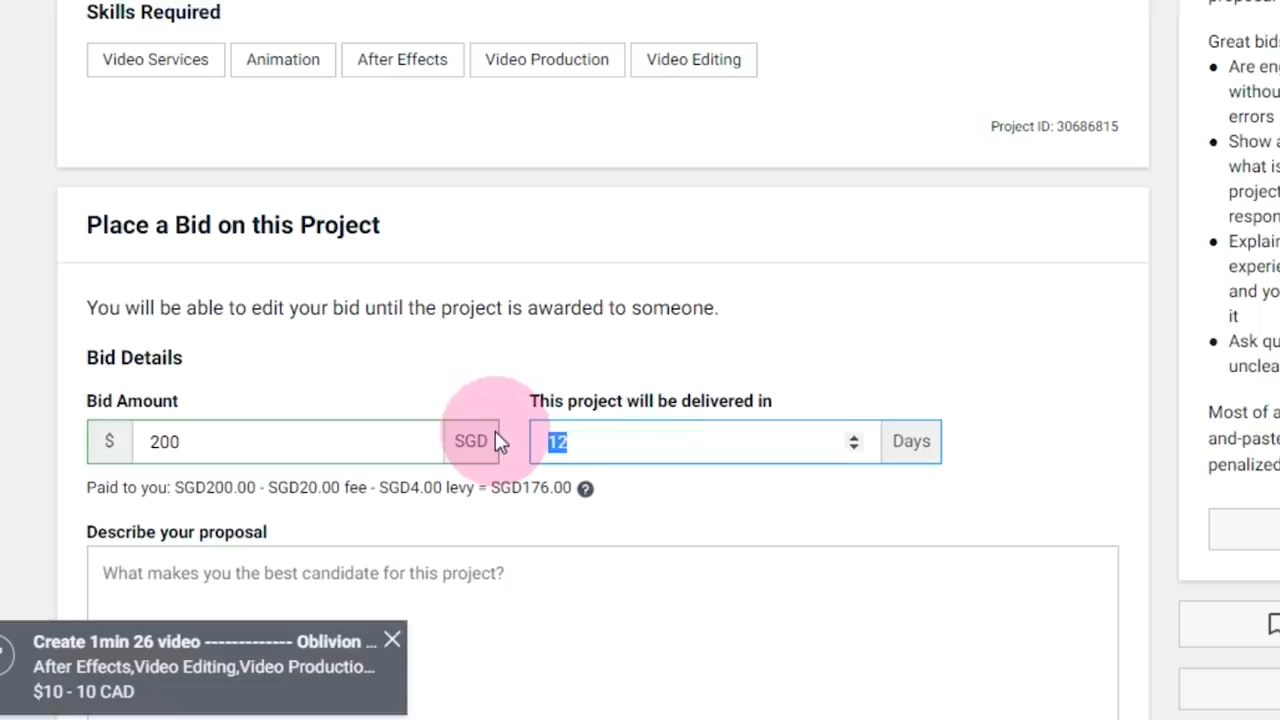 Skills Required
Video Services
Animation
After Effects
Video Production
Video Editing
Project ID: 30686815
Place a Bid on this Project
You will be able to edit your bid until the project is awarded to someone.
Bid Details
Bid Amount
This project will be delivered in
$ 200 SGD
12 Days
Paid to you: SGD200.00 - SGD20.00 fee - SGD4.00 levy = SGD176.00 ?
Describe your proposal
What makes you the best candidate for this project?
Create 1min 26 video ------------- Oblivion ...
After Effects,Video Editing,Video Productio...
$10 - 10 CAD
Great bids
Are en
withou
errors
Show a
what is
project
respon
Explain
experie
and yo
it
Ask qu
unclea
Most of a
and-paste
penalized